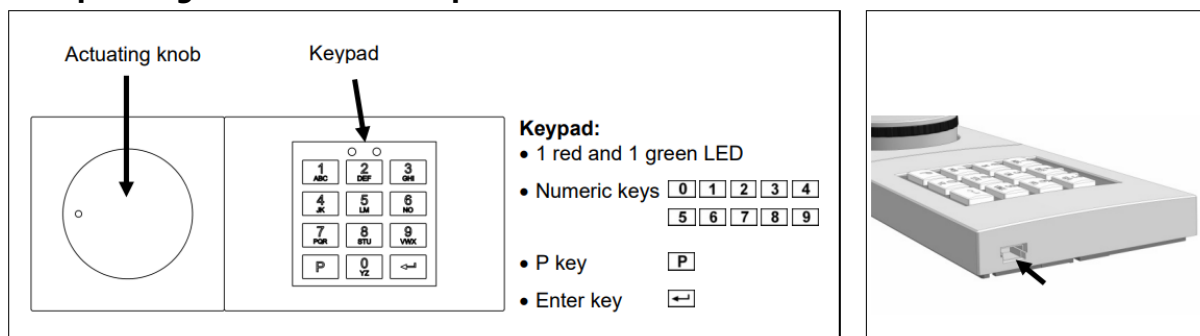 Actuating knob
Keypad
1 2 3
ABC DEF GHI
4 5 6
JK LM NO
7 8 9
PQR STU VWX
P 0
YZ
Keypad:
• 1 red and 1 green LED
• Numeric keys 0 1 2 3 4
5 6 7 8 9
• P key P
• Enter key